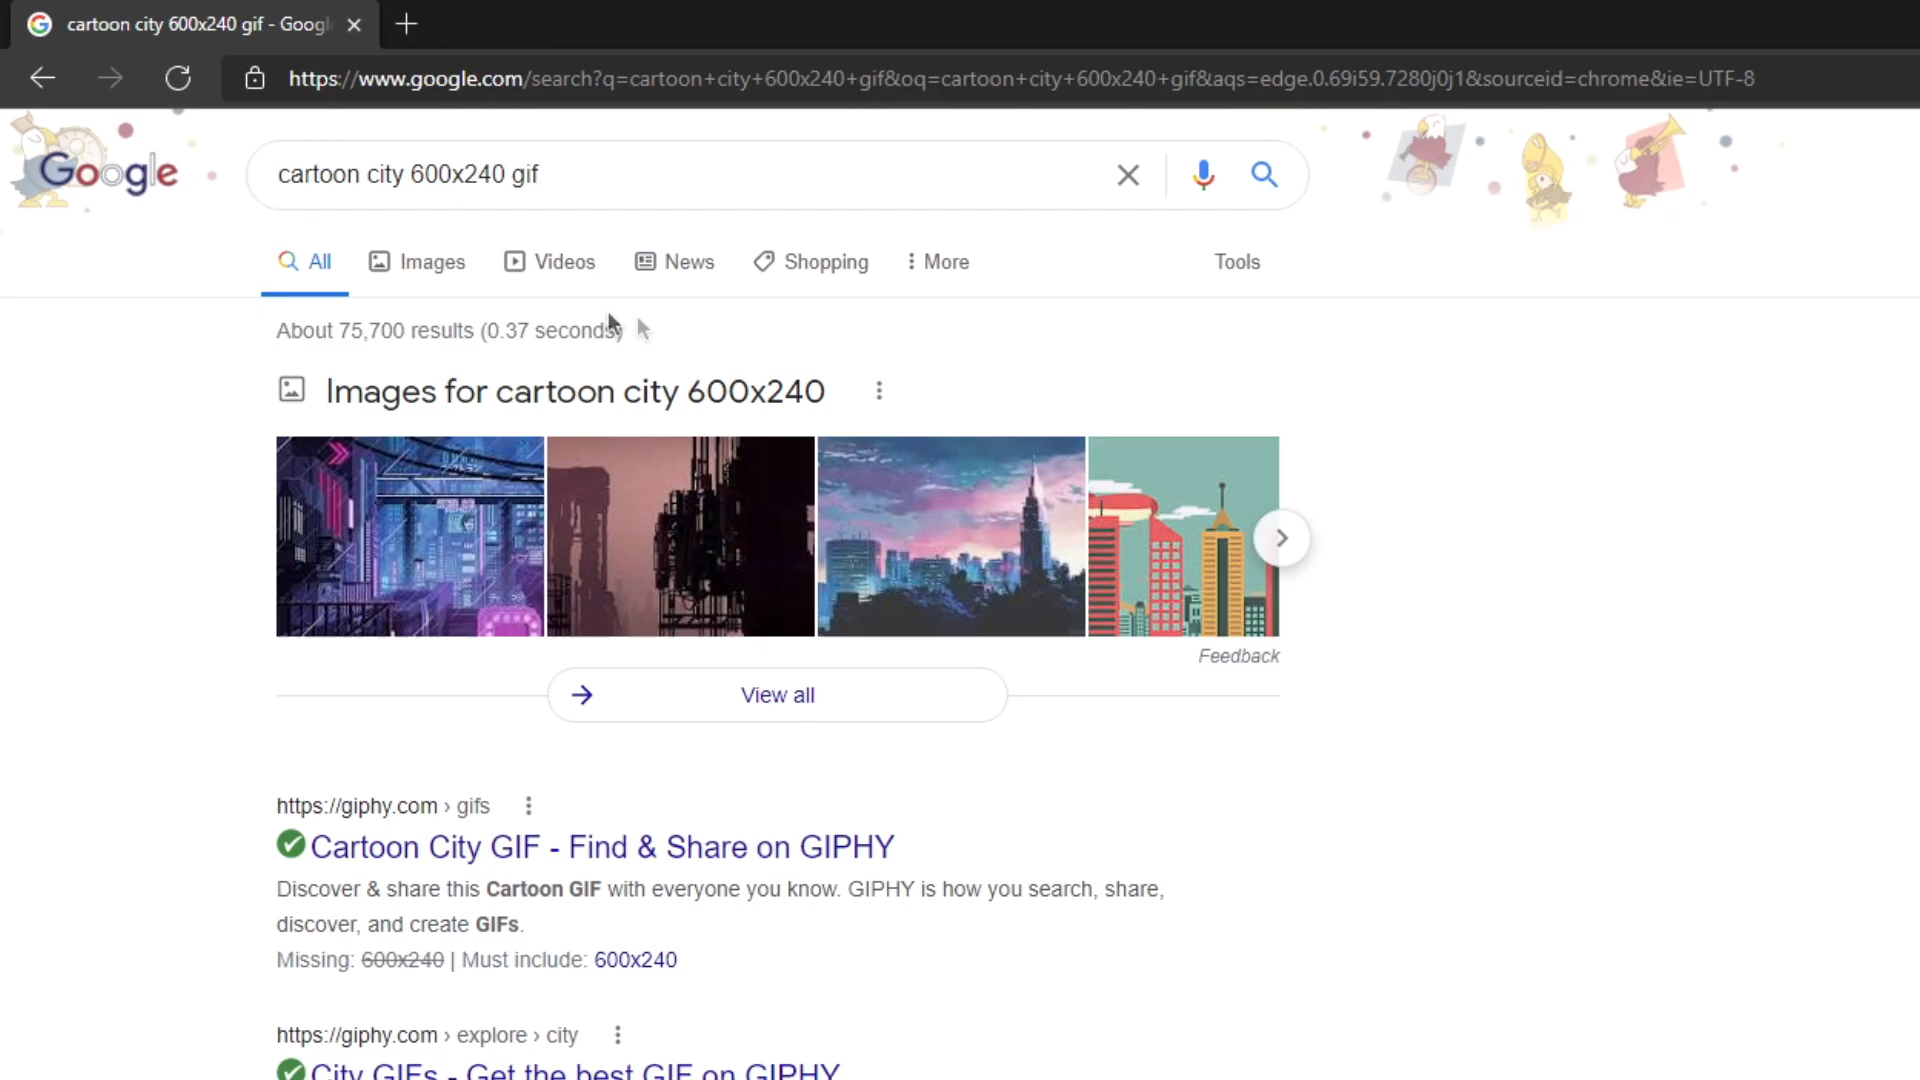 cartoon city 600x240 gif - Googl
https://www.google.com/search?q=cartoon+city+600x240+gif&oq=cartoon+city+600x240+gif&aqs=edge.0.69i59.7280j0j1&sourceid=chrome&ie=UTF-8
Google
cartoon city 600x240 gif
All Images Videos News Shopping More Tools
About 75,700 results (0.37 seconds)
Images for cartoon city 600x240
Feedback
View all
https://giphy.com › gifs
Cartoon City GIF - Find & Share on GIPHY
Discover & share this Cartoon GIF with everyone you know. GIPHY is how you search, share,
discover, and create GIFs.
Missing: 600x240 | Must include: 600x240
https://giphy.com › explore › city
City GIFs - Get the best GIF on GIPHY